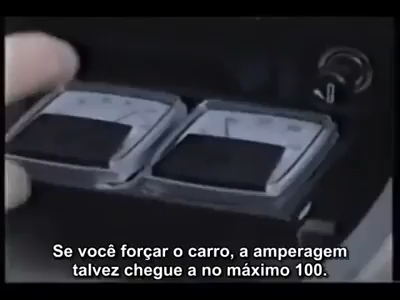 Se você forçar o carro, a amperagem
talvez chegue a no máximo 100.